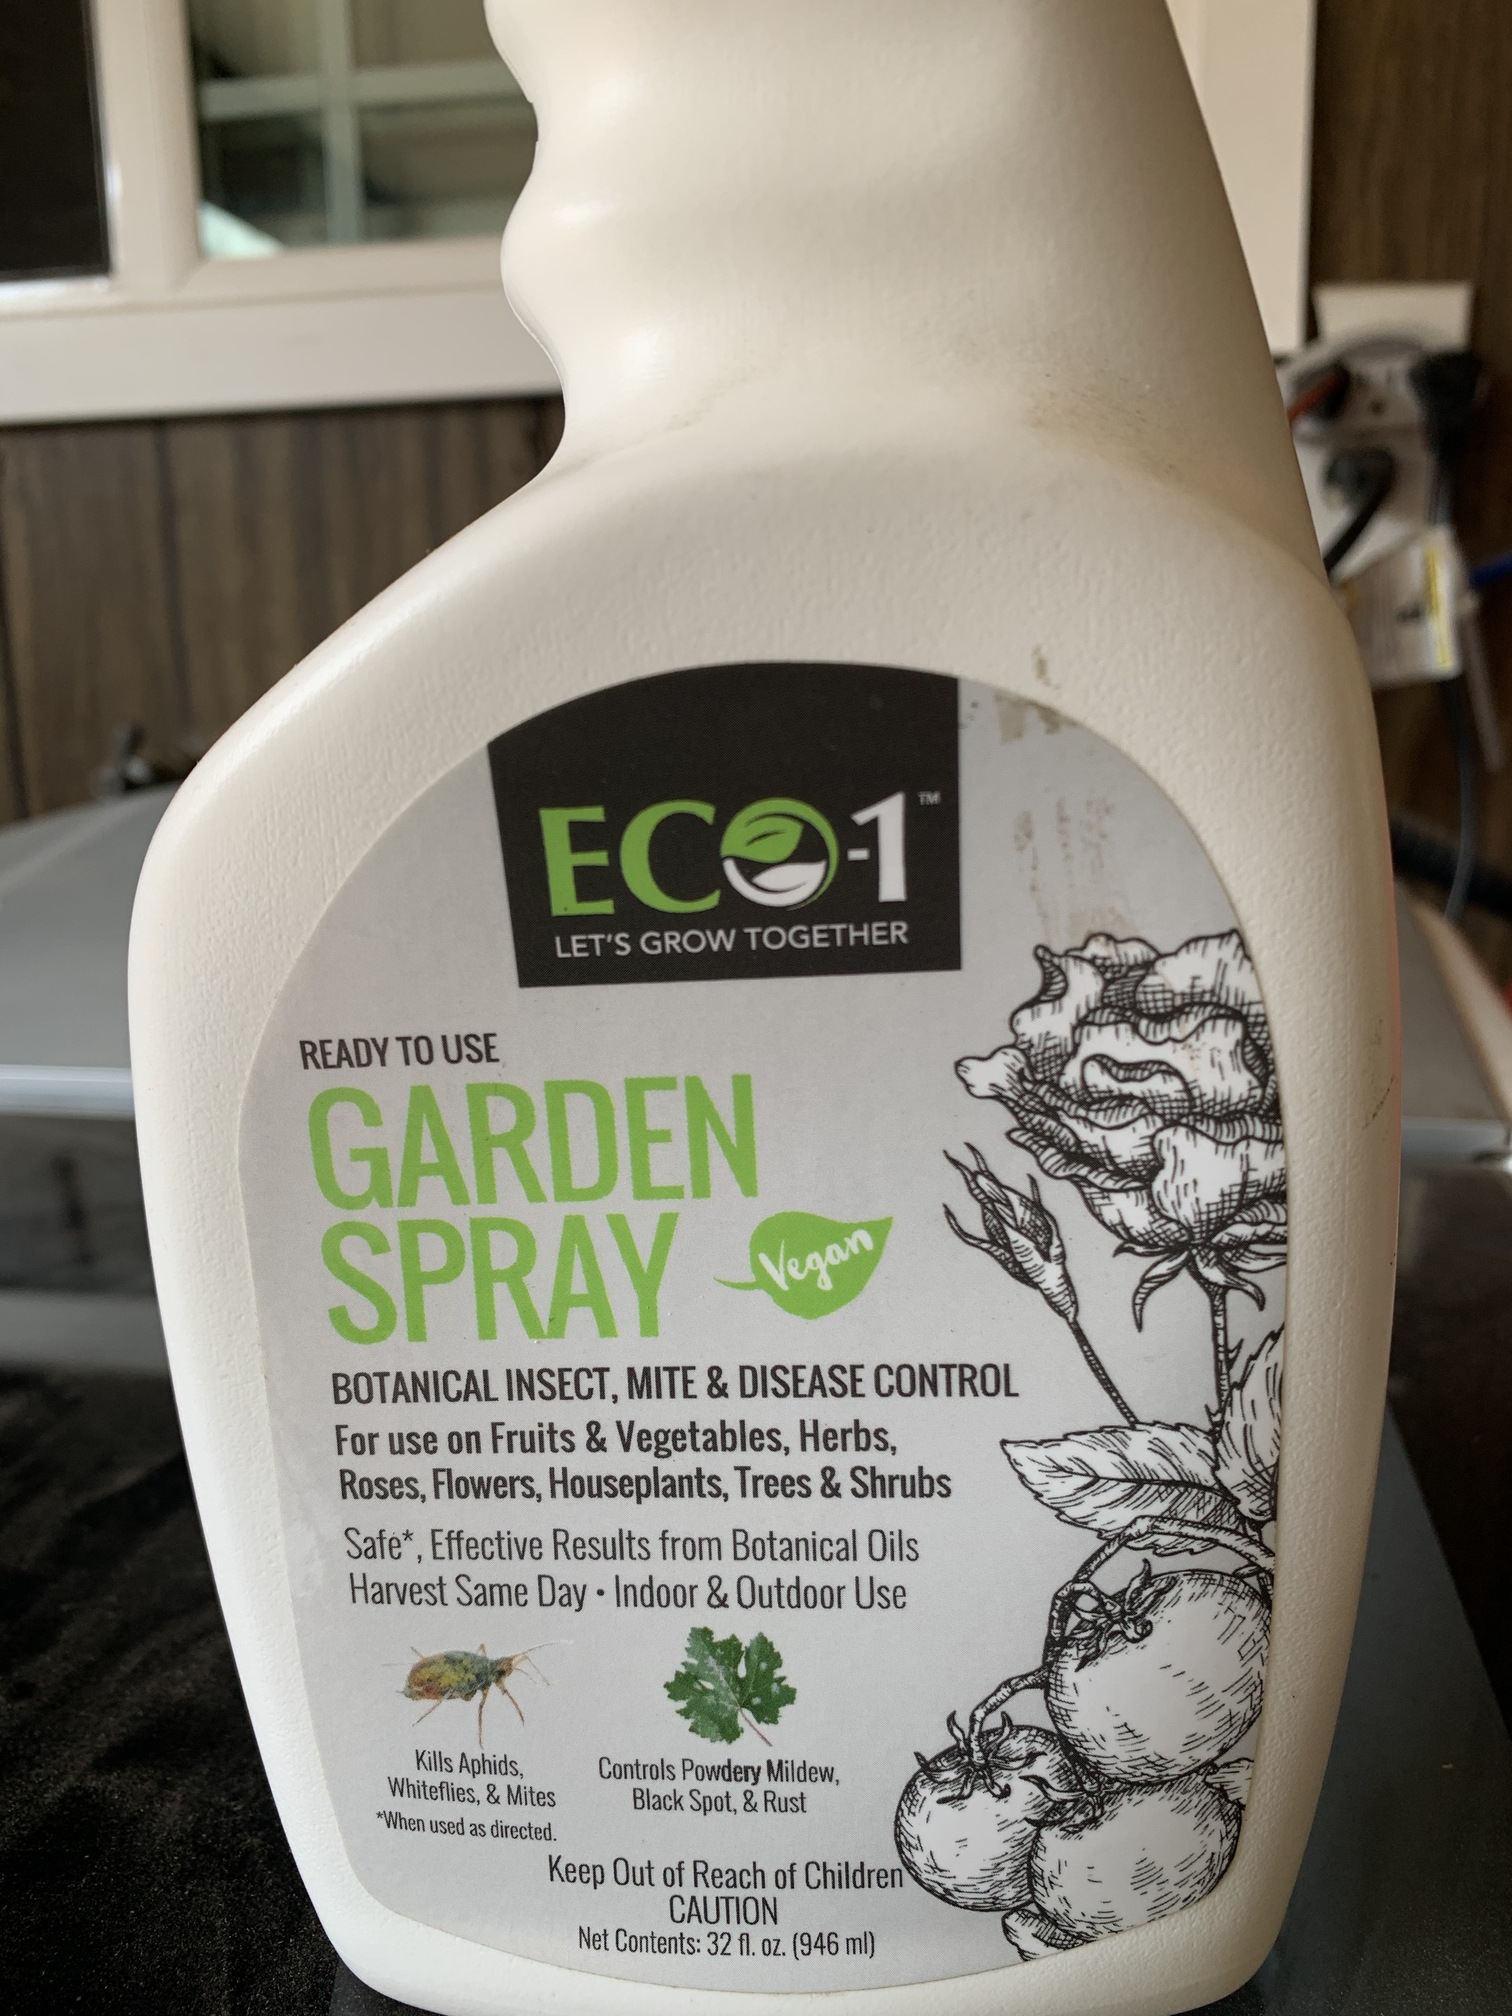 ECO-1™
LET'S GROW TOGETHER
READY TO USE
GARDEN
SPRAY
Vegan
BOTANICAL INSECT, MITE & DISEASE CONTROL
For use on Fruits & Vegetables, Herbs,
Roses, Flowers, Houseplants, Trees & Shrubs
Safe*, Effective Results from Botanical Oils
Harvest Same Day • Indoor & Outdoor Use
Kills Aphids,
Whiteflies, & Mites
*When used as directed.
Controls Powdery Mildew,
Black Spot, & Rust
Keep Out of Reach of Children
CAUTION
Net Contents: 32 fl. oz. (946 ml)